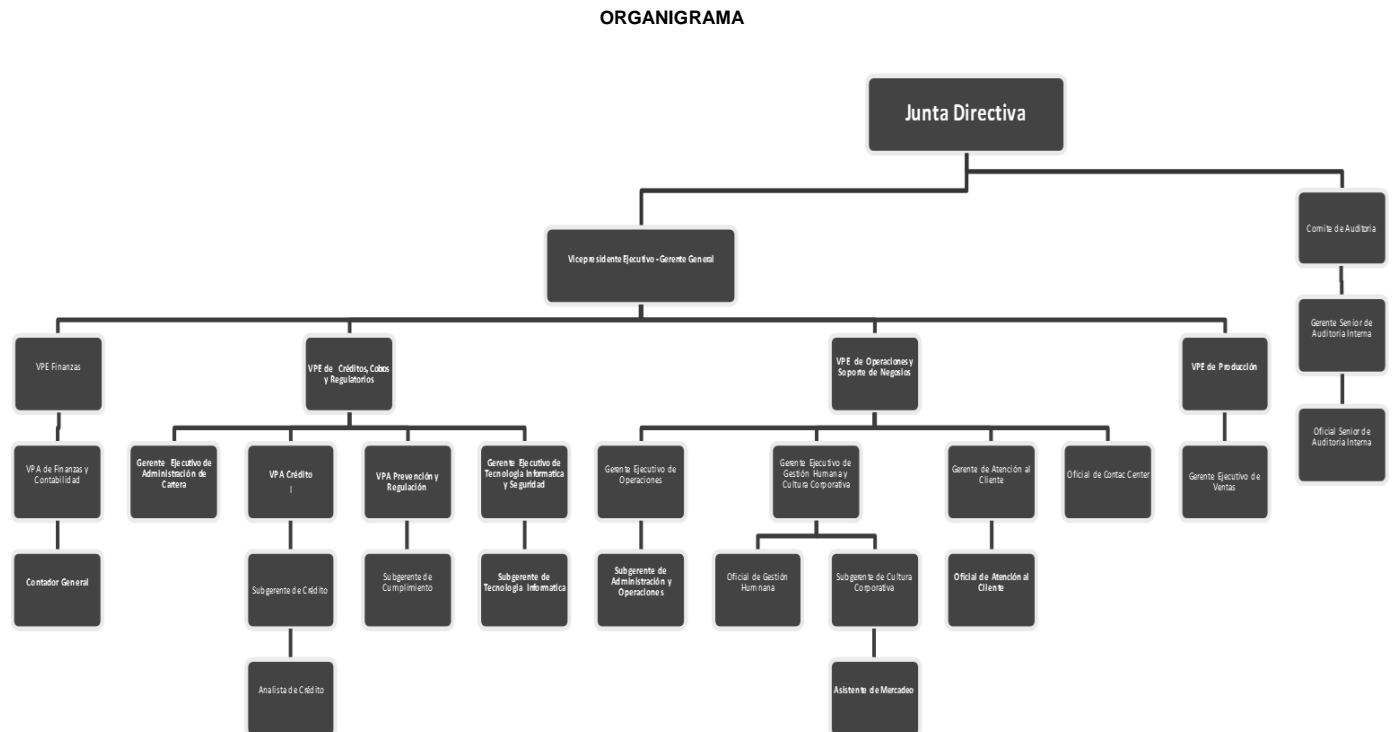 ORGANIGRAMA
Junta Directiva
Comite de Auditoria
Vicepresidente Ejecutivo - Gerente General
Gerente Senior de
Auditoria Interna
VPE Finanzas
VPE de Créditos, Cobros
y Regulatorios
VPE de Operaciones y
Soporte de Negosios
VPE de Producción
Oficial Senior de
Auditoria Interna
VPA de Finanzas y
Contabilidad
Gerente Ejecutivo de
Administración de
Cartera
VPA Crédito
I
VPA Prevención y
Regulación
Gerente Ejecutivo de
Tecnología Informatica
y Seguridad
Gerente Ejecutivo de
Operaciones
Gerente Ejecutivo de
Gestión Humana y
Cultura Corporativa
Gerente de Atención al
Cliente
Oficial de Contac Center
Gerente Ejecutivo de
Ventas
Contador General
Subgerente de Crédito
Subgerente de
Cumplimiento
Subgerente de
Tecnología Informatica
Subgerente de
Administración y
Operaciones
Oficial de Gestión
Humnana
Subgerente de Cultura
Corporativa
Oficial de Atención al
Cliente
Analista de Crédito
Asistente de Mercadeo